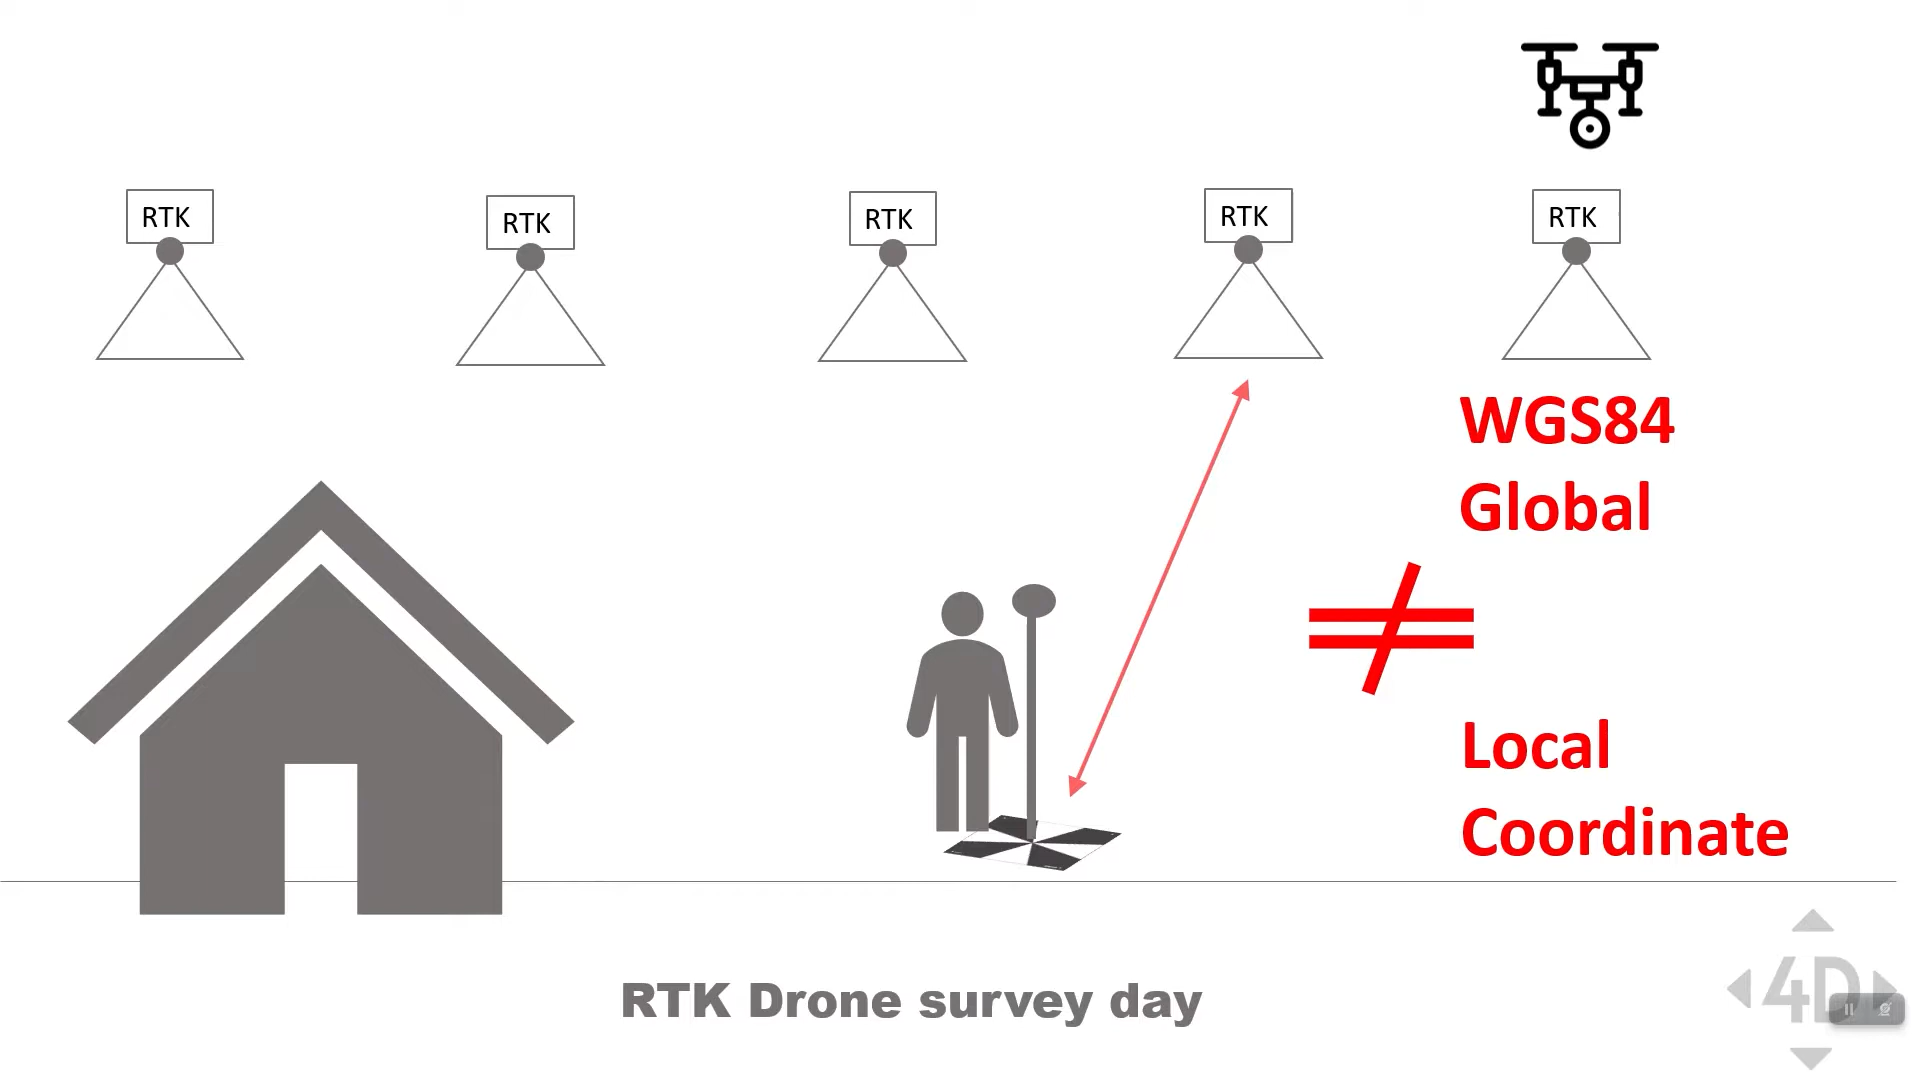 RTK
RTK
RTK
RTK
RTK
WGS84
Global
Local
Coordinate
RTK Drone survey day
4D